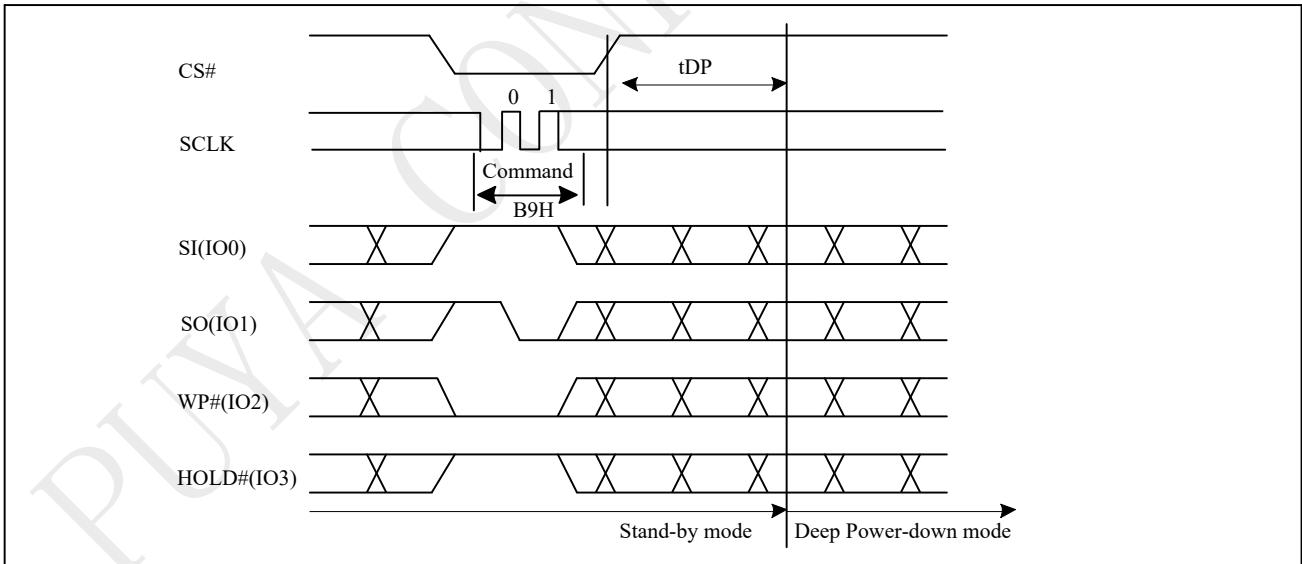 CS#
tDP
0 1
SCLK
Command
B9H
SI(IO0)
SO(IO1)
WP#(IO2)
HOLD#(IO3)
Stand-by mode Deep Power-down mode
PUYA